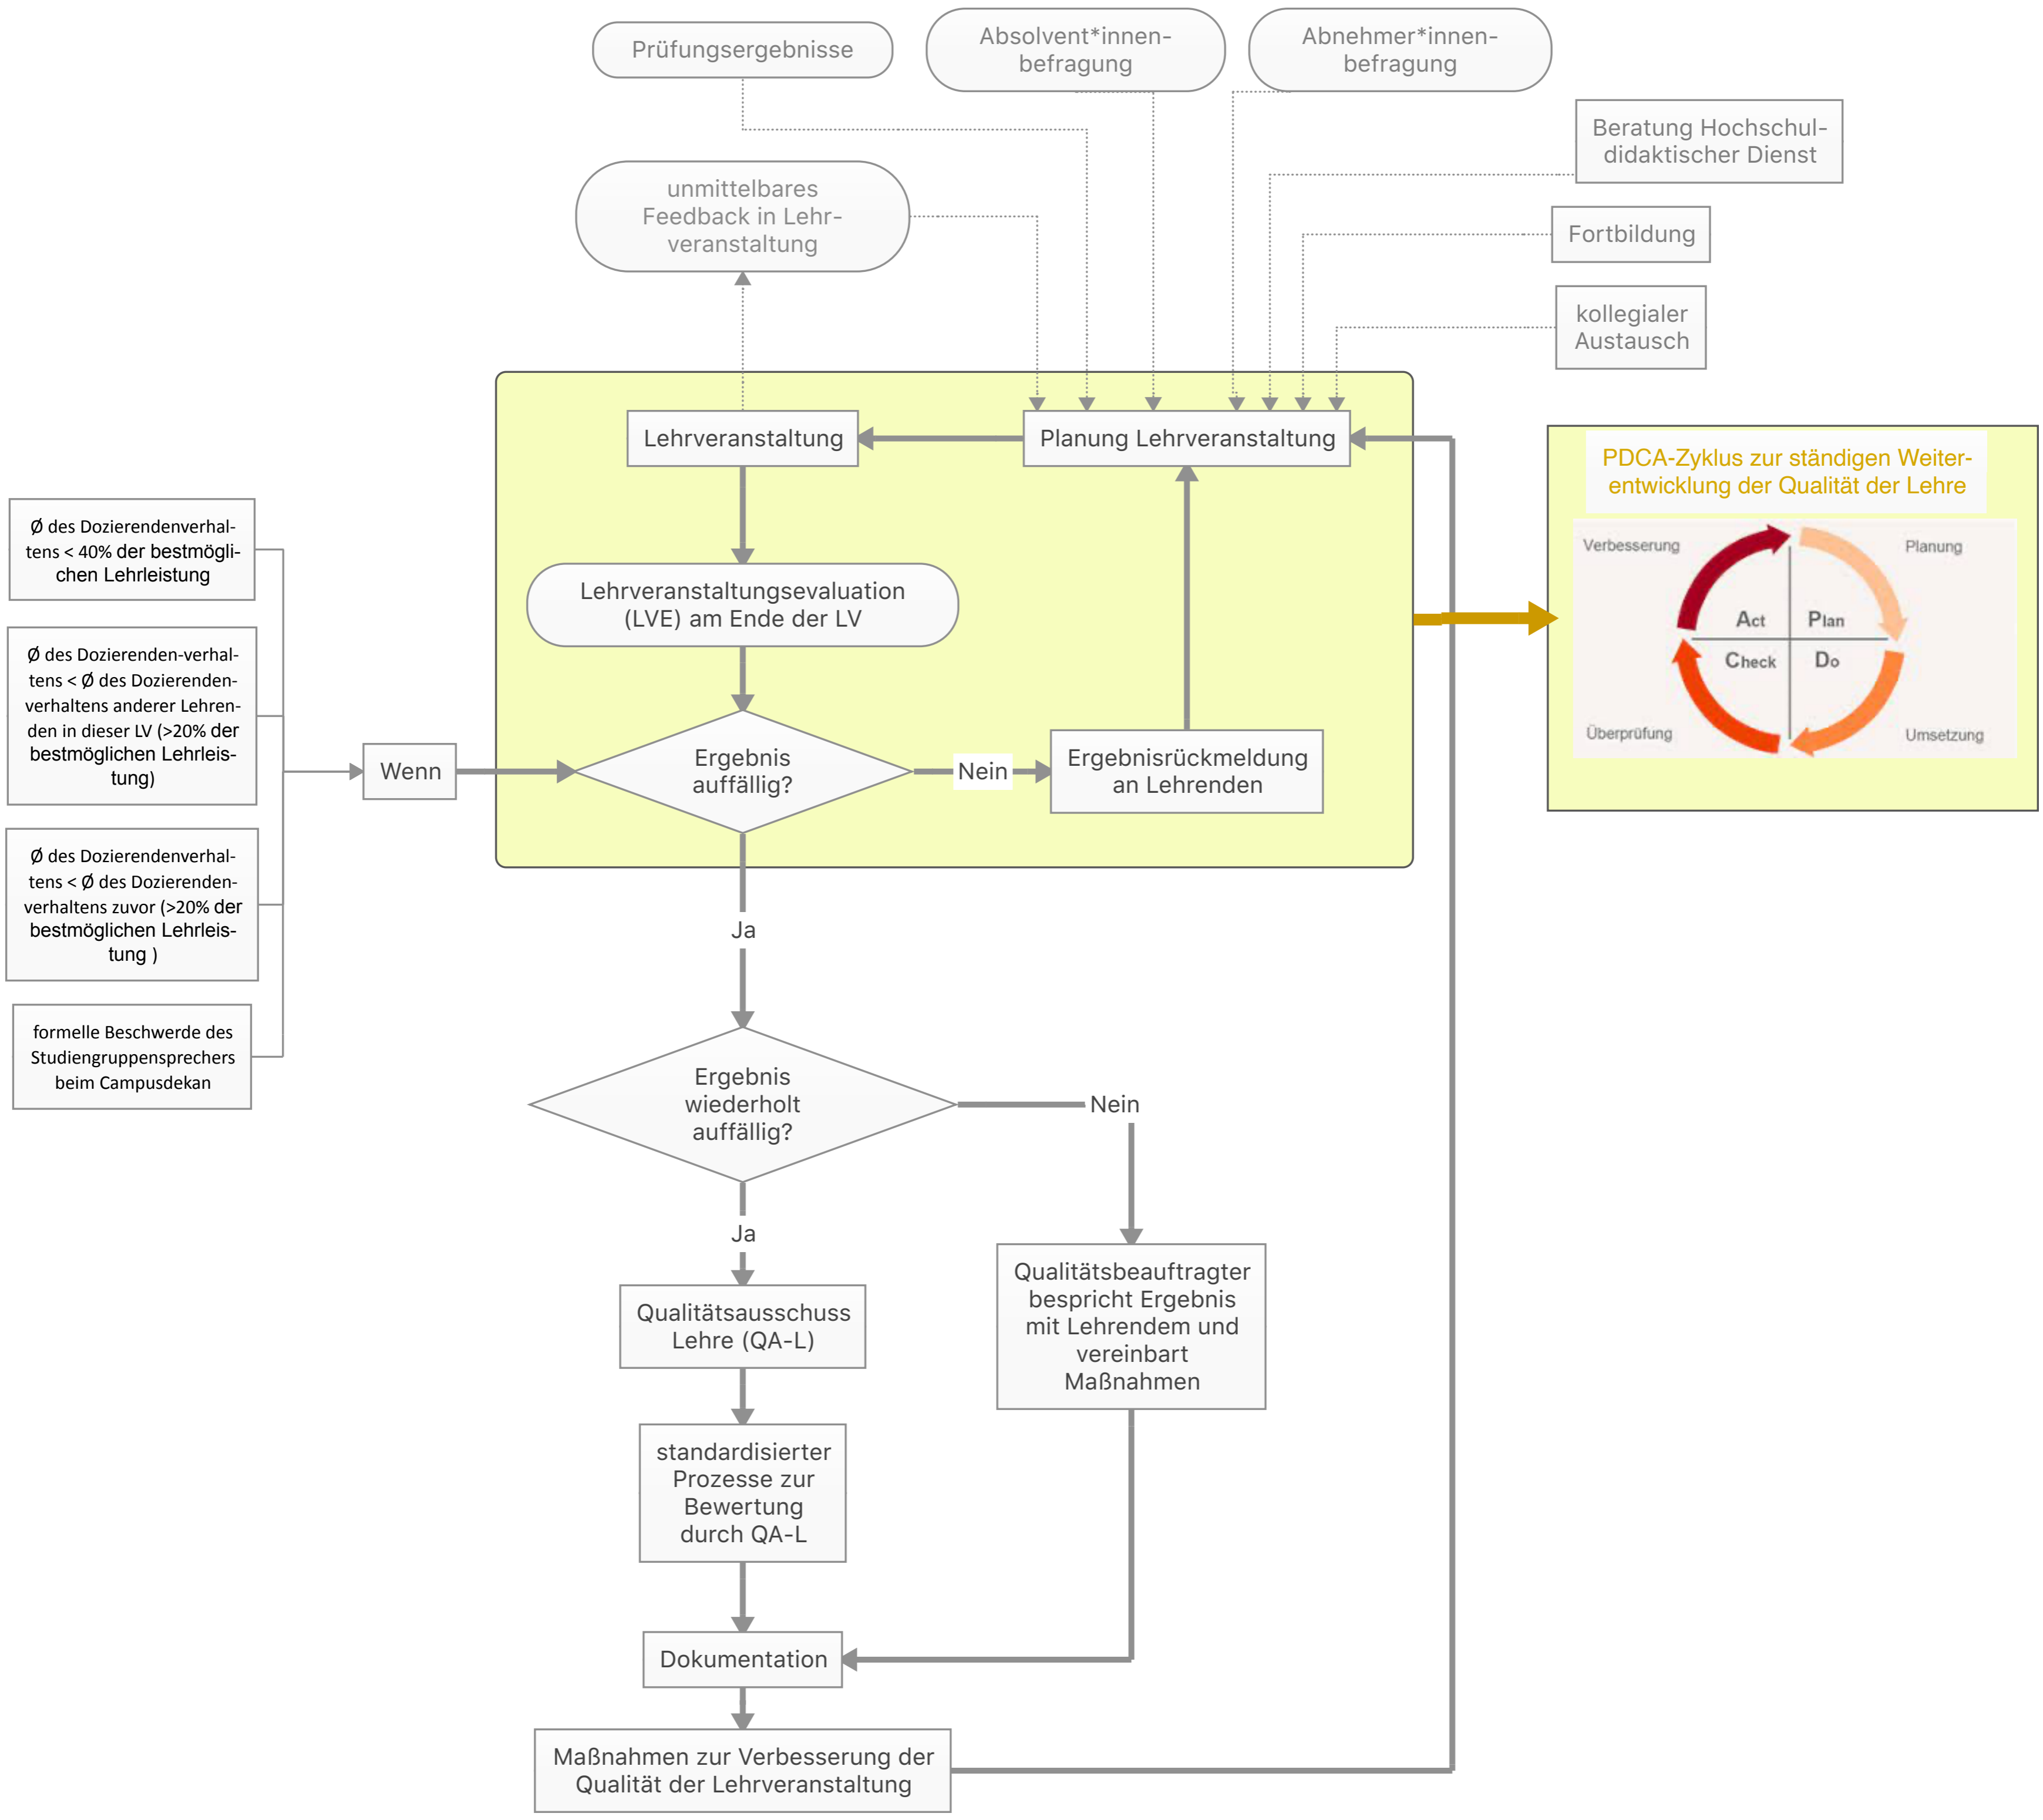 Prüfungsergebnisse
Absolvent*innen-
befragung
Abnehmer*innen-
befragung
Beratung Hochschul-
didaktischer Dienst
unmittelbares
Feedback in Lehr-
veranstaltung
Fortbildung
kollegialer
Austausch
Lehrveranstaltung
Planung Lehrveranstaltung
PDCA-Zyklus zur ständigen Weiter-
entwicklung der Qualität der Lehre
Verbesserung
Planung
Act
Plan
Check
Do
Überprüfung
Umsetzung
Ø des Dozierendenverhal-
tens < 40% der bestmögli-
chen Lehrleistung
Ø des Dozierenden-verhal-
tens < Ø des Dozierenden-
verhaltens anderer Lehren-
den in dieser LV (>20% der
bestmöglichen Lehrleis-
tung)
Ø des Dozierendenverhal-
tens < Ø des Dozierenden-
verhaltens zuvor (>20% der
bestmöglichen Lehrleis-
tung )
formelle Beschwerde des
Studiengruppensprechers
beim Campusdekan
Wenn
Lehrveranstaltungsevaluation
(LVE) am Ende der LV
Ergebnis
auffällig?
Nein
Ergebnisrückmeldung
an Lehrenden
Ja
Ergebnis
wiederholt
auffällig?
Nein
Ja
Qualitätsausschuss
Lehre (QA-L)
Qualitätsbeauftragter
bespricht Ergebnis
mit Lehrendem und
vereinbart
Maßnahmen
standardisierter
Prozesse zur
Bewertung
durch QA-L
Dokumentation
Maßnahmen zur Verbesserung der
Qualität der Lehrveranstaltung